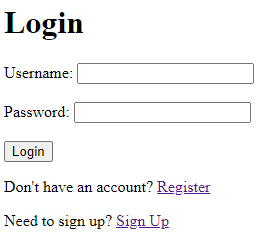 Login
Username:
Password:
Login
Don't have an account? Register
Need to sign up? Sign Up